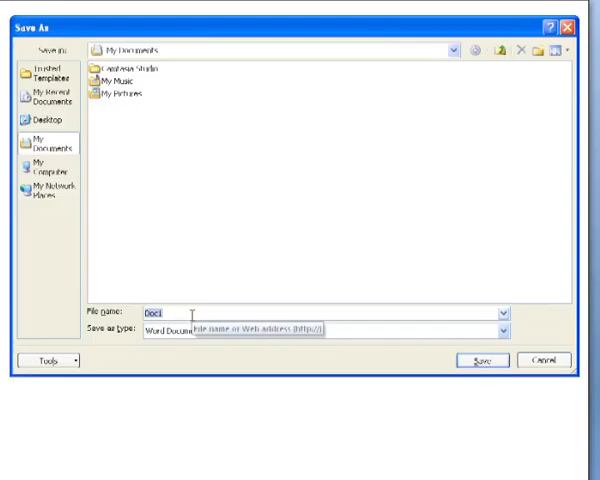 Save As
Save in:
My Documents
Trusted
Templates
Camtasia Studio
My Music
My Pictures
My Recent
Documents
Desktop
My
Documents
My
Computer
My Network
Places
File name:
Doc1
Save as type:
Word Docum
File name or Web address (http://)
Tools
Save
Cancel